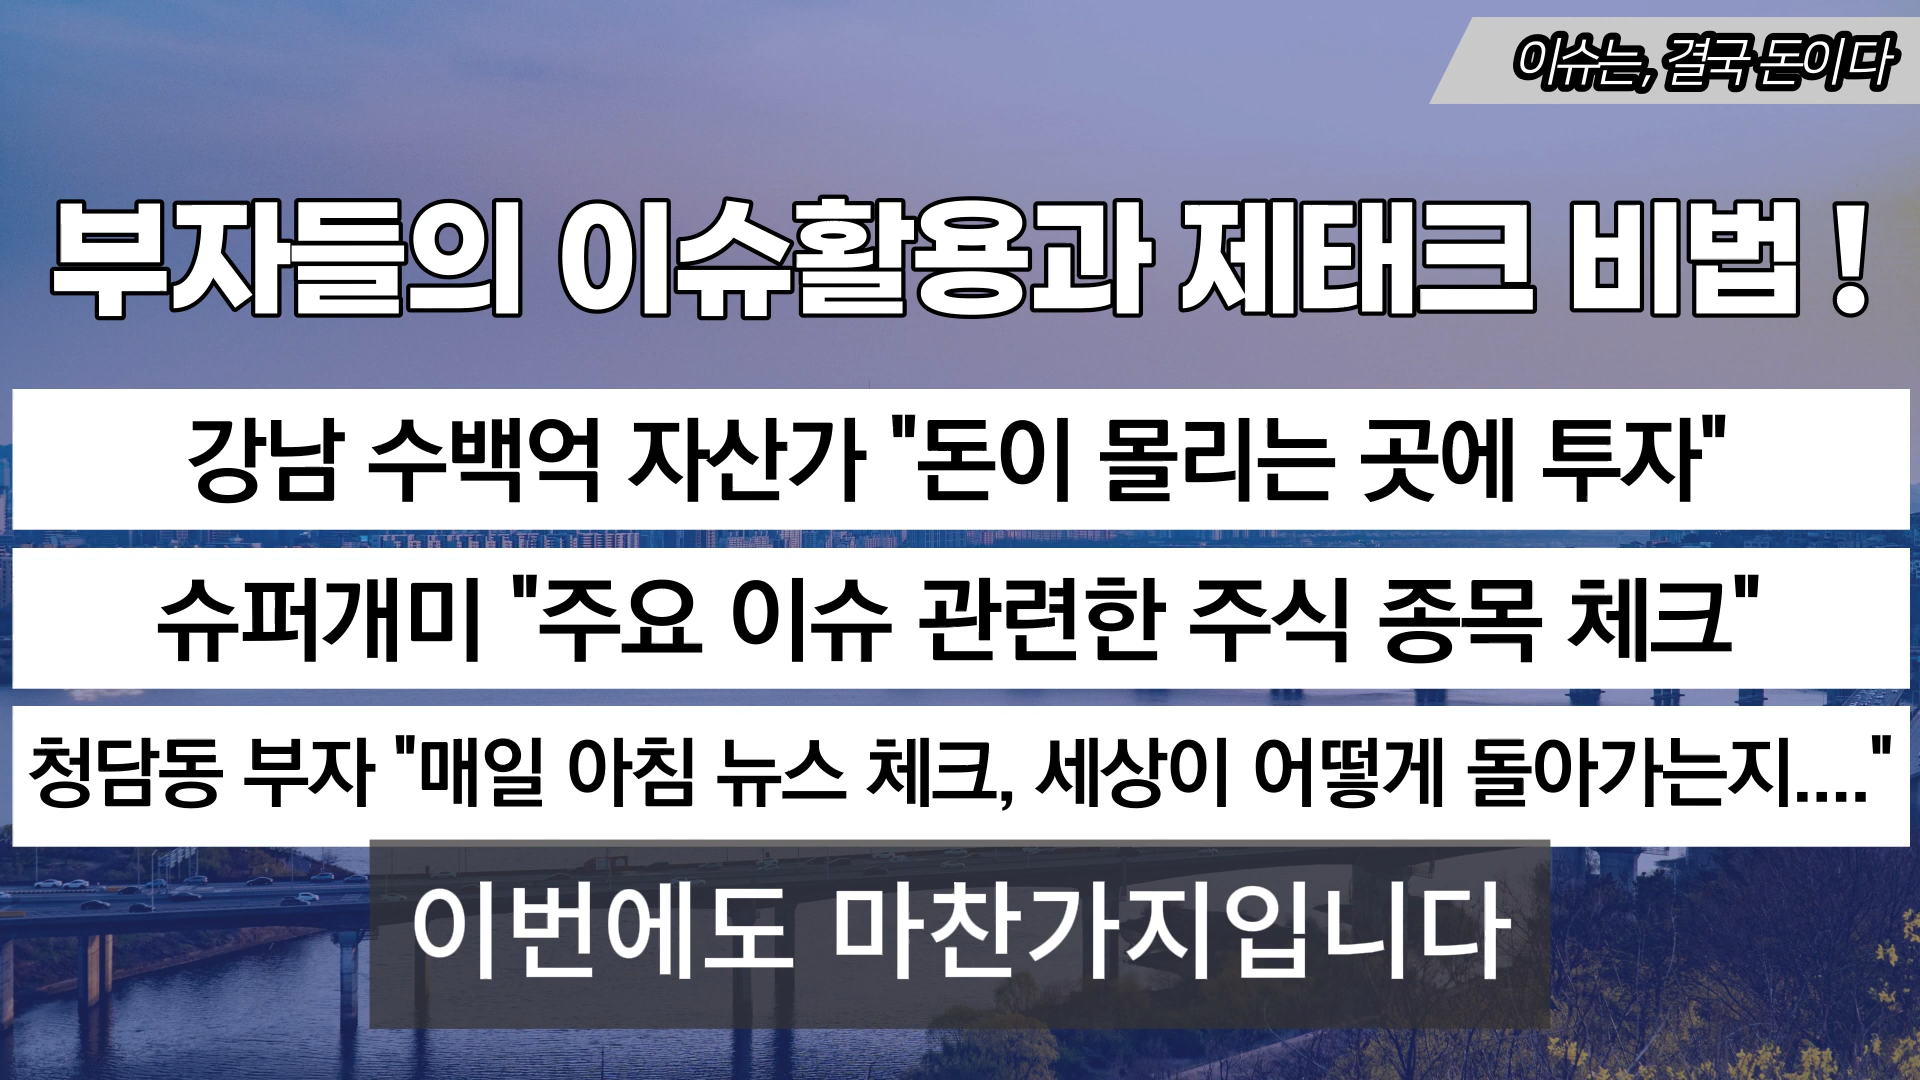 이슈는, 결국 돈이다
부자들의 이슈활용과 제태크 비법 !
강남 수백억 자산가 "돈이 몰리는 곳에 투자"
슈퍼개미 "주요 이슈 관련한 주식 종목 체크"
청담동 부자 "매일 아침 뉴스 체크, 세상이 어떻게 돌아가는지...."
이번에도 마찬가지입니다